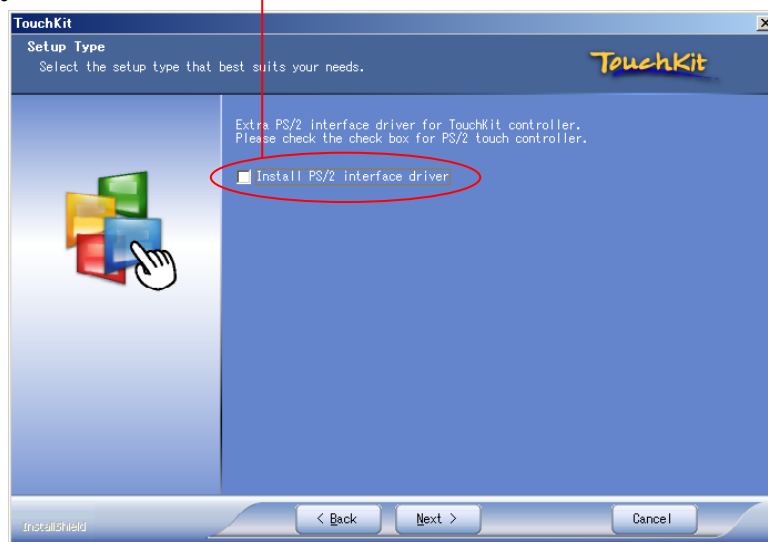 TouchKit
Setup Type
Select the setup type that best suits your needs.
TouchKit
Extra PS/2 interface driver for TouchKit controller.
Please check the check box for PS/2 touch controller.
Install PS/2 interface driver
InstallShield
< Back
Next >
Cancel